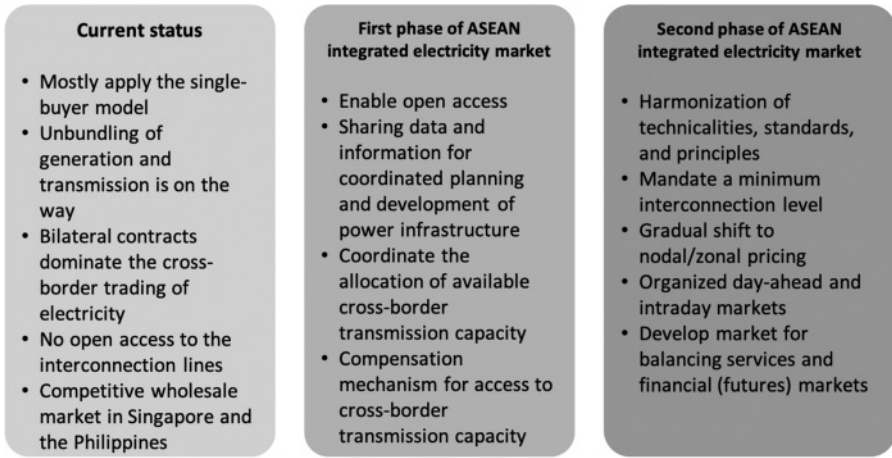 Current status
• Mostly apply the single-
buyer model
• Unbundling of
generation and
transmission is on the
way
• Bilateral contracts
dominate the cross-
border trading of
electricity
• No open access to the
interconnection lines
• Competitive wholesale
market in Singapore and
the Philippines
First phase of ASEAN
integrated electricity market
• Enable open access
• Sharing data and
information for
coordinated planning
and development of
power infrastructure
• Coordinate the
allocation of available
cross-border
transmission capacity
• Compensation
mechanism for access to
cross-border
transmission capacity
Second phase of ASEAN
integrated electricity market
• Harmonization of
technicalities, standards,
and principles
• Mandate a minimum
interconnection level
• Gradual shift to
nodal/zonal pricing
• Organized day-ahead and
intraday markets
• Develop market for
balancing services and
financial (futures) markets